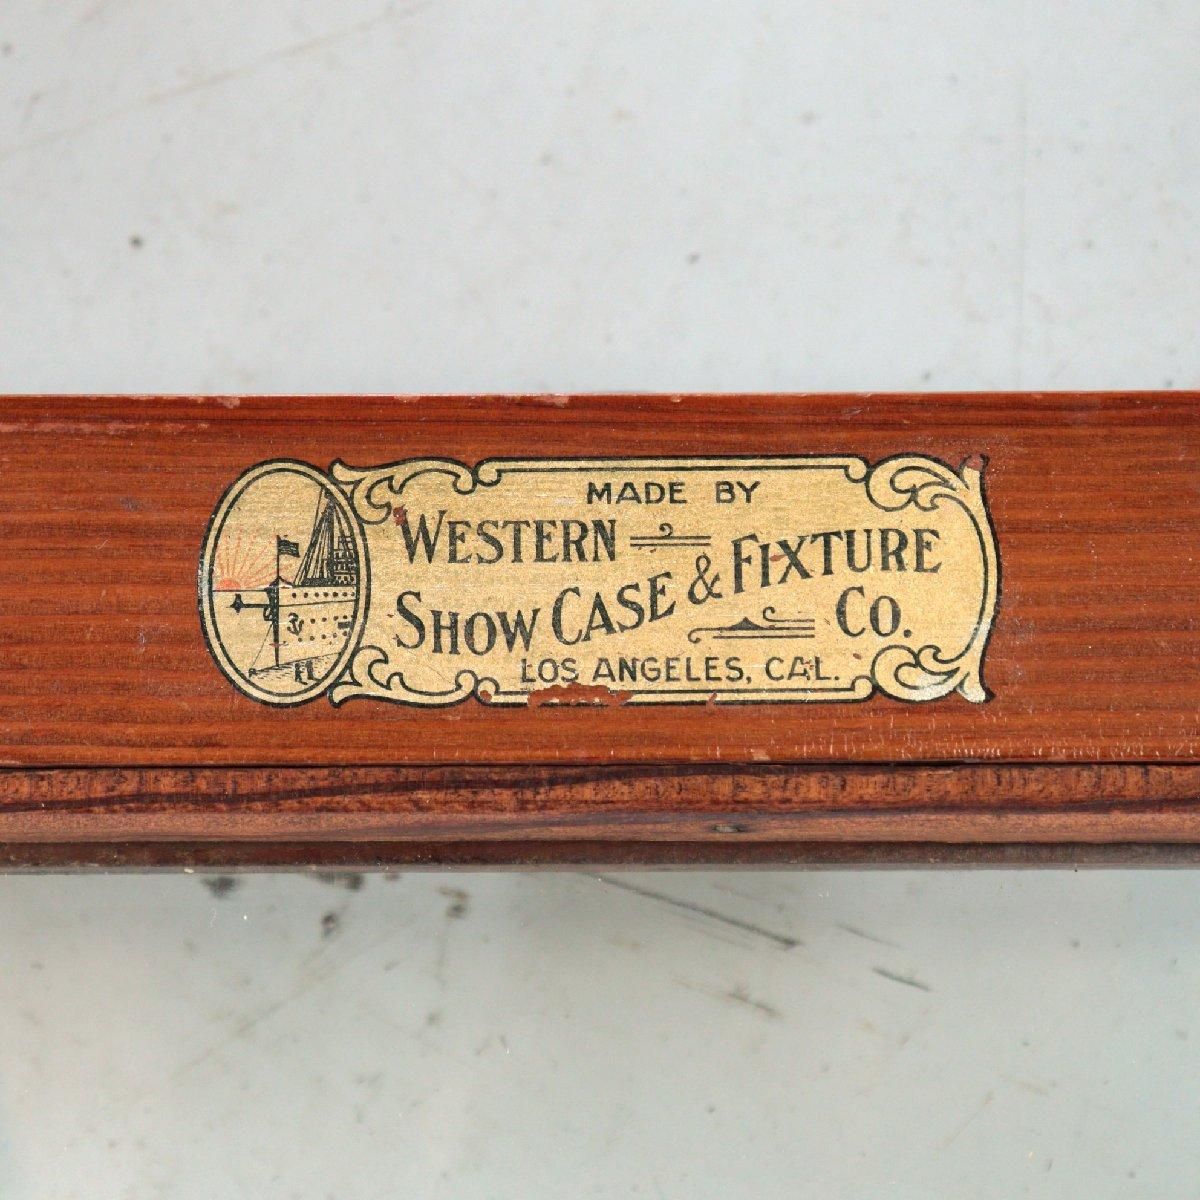 MADE BY
WESTERN
SHOW CASE & FIXTURE
CO.
LOS ANGELES, CAL.